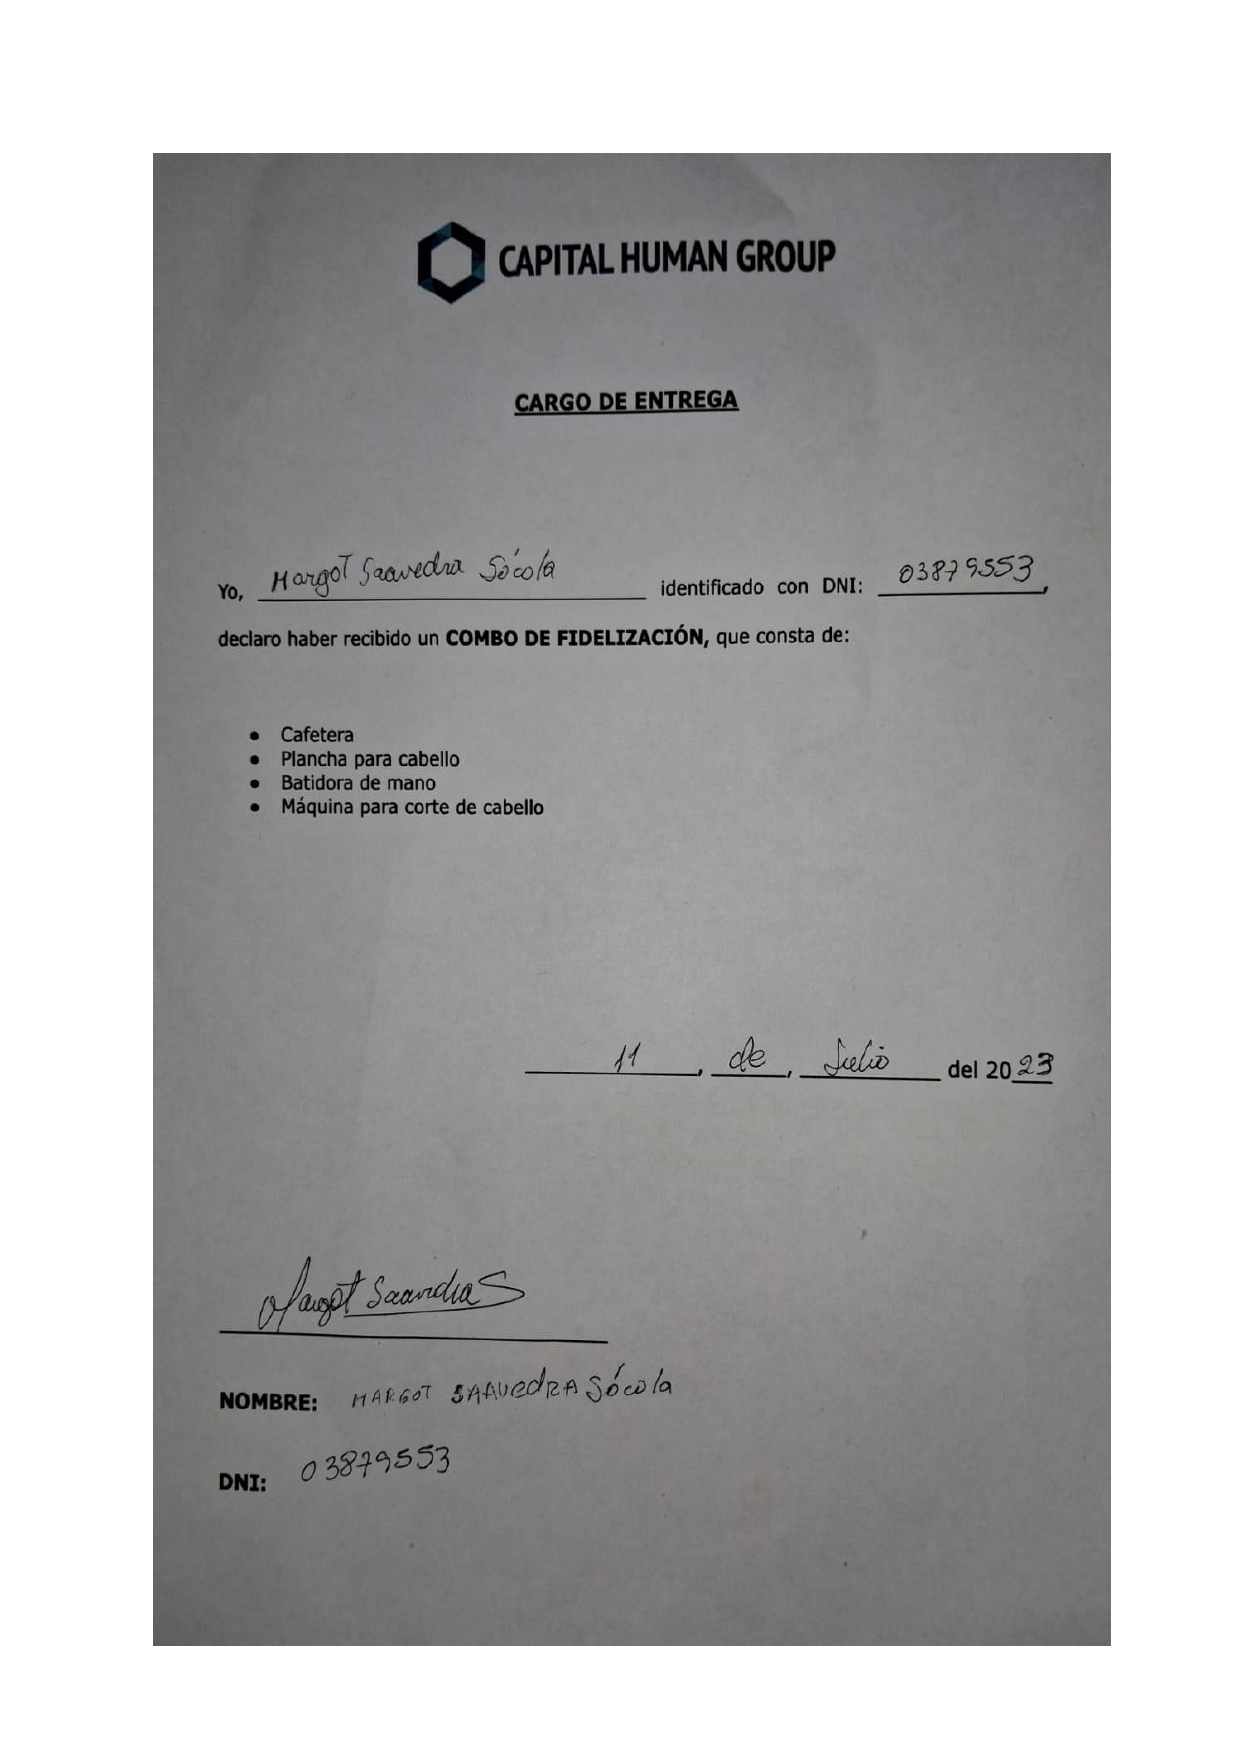 CAPITAL HUMAN GROUP
CARGO DE ENTREGA
Yo, Margot Saavedra Sócola identificado con DNI: 03879553,
declaro haber recibido un COMBO DE FIDELIZACIÓN, que consta de:
• Cafetera
• Plancha para cabello
• Batidora de mano
• Máquina para corte de cabello
11, de, Julio del 2023
Margot Saavedra S
NOMBRE: MARGOT SAAVedRA Sócola
DNI: 03879553